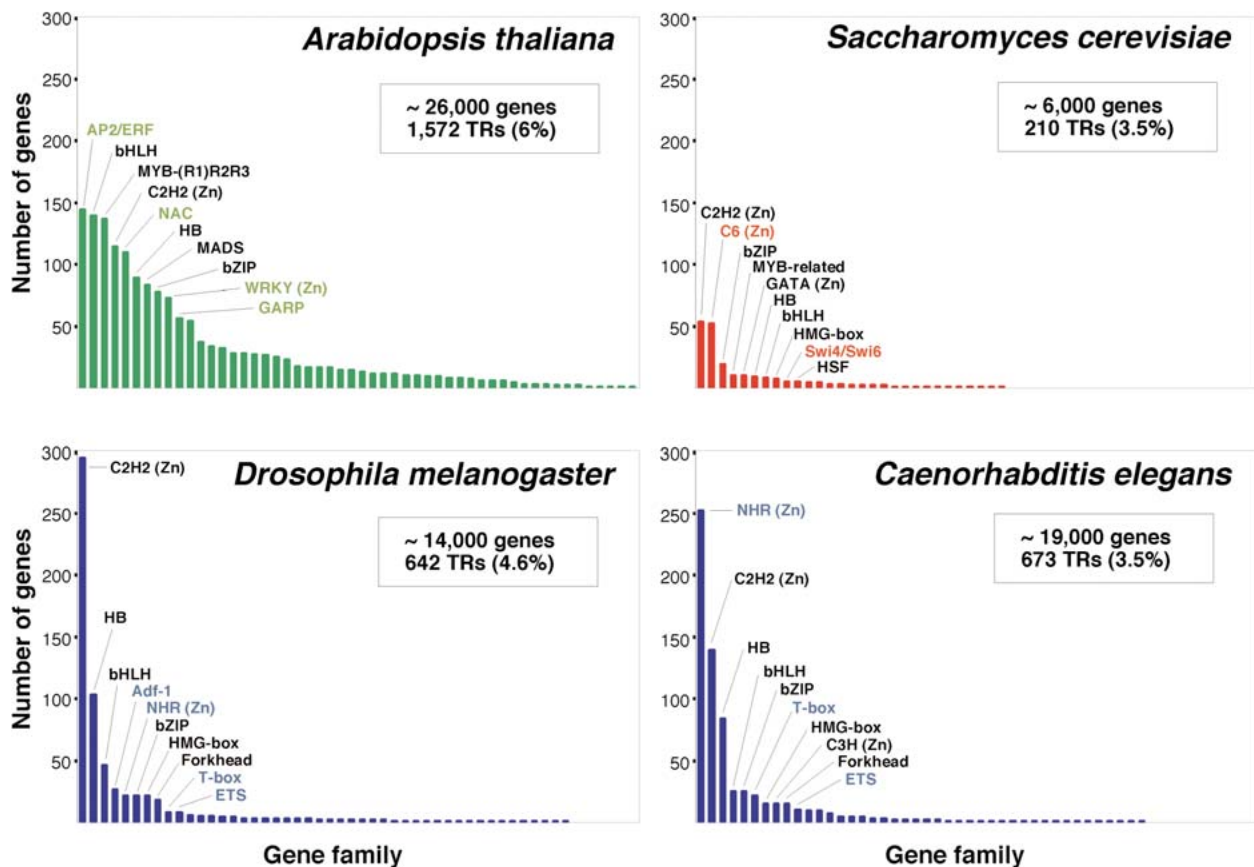 Arabidopsis thaliana
~ 26,000 genes
1,572 TRs (6%)
Number of genes
300
250
200
150
100
50
AP2/ERF
bHLH
MYB-(R1)R2R3
C2H2 (Zn)
NAC
HB
MADS
bZIP
WRKY (Zn)
GARP
Saccharomyces cerevisiae
~ 6,000 genes
210 TRs (3.5%)
300
250
200
150
100
50
C2H2 (Zn)
C6 (Zn)
bZIP
MYB-related
GATA (Zn)
HB
bHLH
HMG-box
Swi4/Swi6
HSF
Drosophila melanogaster
~ 14,000 genes
642 TRs (4.6%)
Number of genes
300
250
200
150
100
50
C2H2 (Zn)
HB
bHLH
Adf-1
NHR (Zn)
bZIP
HMG-box
Forkhead
T-box
ETS
Gene family
Caenorhabditis elegans
~ 19,000 genes
673 TRs (3.5%)
300
250
200
150
100
50
NHR (Zn)
C2H2 (Zn)
HB
bHLH
bZIP
T-box
HMG-box
C3H (Zn)
Forkhead
ETS
Gene family